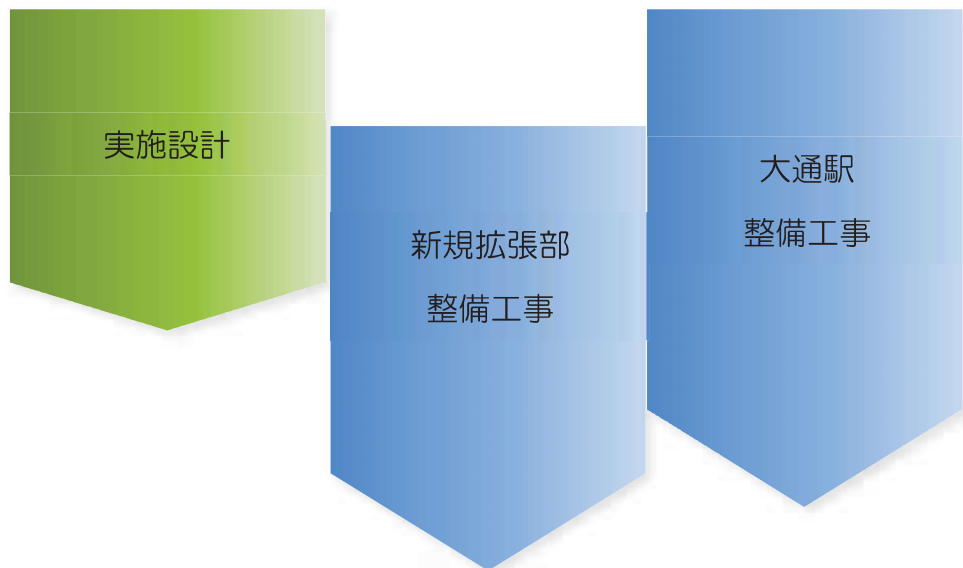 実施設計
新規拡張部
整備工事
大通駅
整備工事